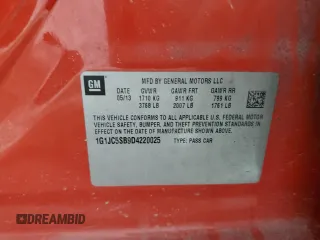 GM
MFD BY GENERAL MOTORS LLC
DATE GVWR GAWR FRT GAWR RR
05/13 1710 KG 911 KG 799 KG
3768 LB 2007 LB 1761 LB
THIS VEHICLE CONFORMS TO ALL APPLICABLE U.S. FEDERAL MOTOR
VEHICLE SAFETY, BUMPER, AND THEFT PREVENTION STANDARDS
IN EFFECT ON THE DATE OF MANUFACTURE SHOWN ABOVE.
1G1JC5SB9D4220025 TYPE: PASS CAR
DREAMBID